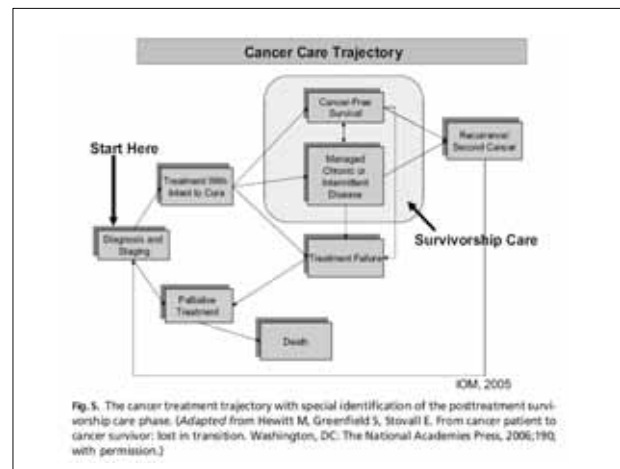 Cancer Care Trajectory
Start Here
Cancer-Free
Survival
Recurrence/
Second Cancer
Managed
Chronic or
Intermittent
Disease
Treatment With
Intent to Cure
Survivorship Care
Diagnosis and
Staging
Treatment Failure
Palliative
Treatment
Death
IOM, 2005
Fig. 5. The cancer treatment trajectory with special identification of the posttreatment survi-
vorship care phase. (Adapted from Hewitt M, Greenfield S, Stovall E. From cancer patient to
cancer survivor: lost in transition. Washington, DC: The National Academies Press, 2006;190;
with permission.)